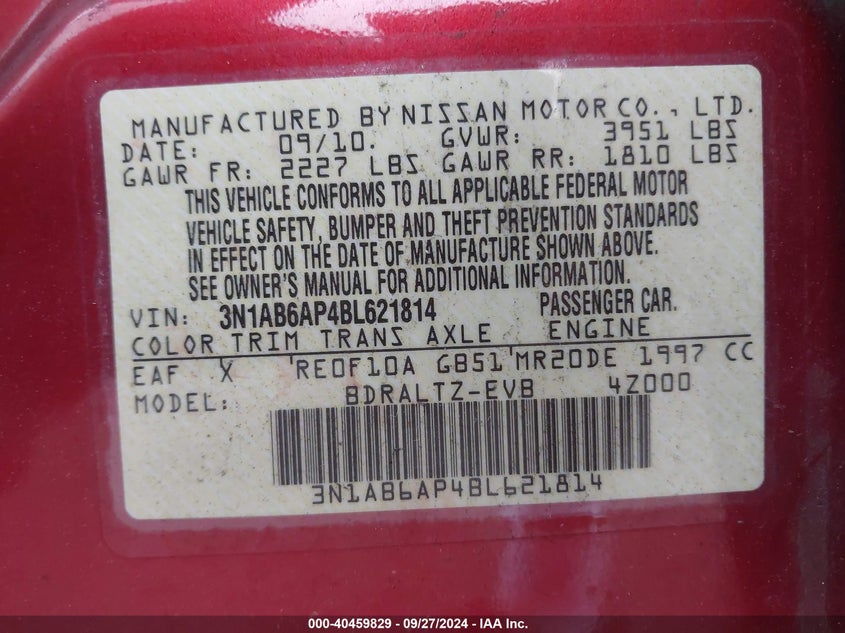 MANUFACTURED BY NISSAN MOTOR CO., LTD.
DATE: 09/10. GVWR: 3951 LBS
GAWR FR: 2227 LBS GAWR RR: 1810 LBS
THIS VEHICLE CONFORMS TO ALL APPLICABLE FEDERAL MOTOR
VEHICLE SAFETY, BUMPER AND THEFT PREVENTION STANDARDS
IN EFFECT ON THE DATE OF MANUFACTURE SHOWN ABOVE.
SEE OWNER'S MANUAL FOR ADDITIONAL INFORMATION.
VIN: 3N1AB6AP4BL621814 PASSENGER CAR.
COLOR TRIM TRANS AXLE ENGINE
EAF X RE0F10A GB51 MR20DE 1997 CC
MODEL: BDRALTZ-EVB 4Z000
3N1AB6AP4BL621814
000-40459829 - 09/27/2024 - IAA Inc.